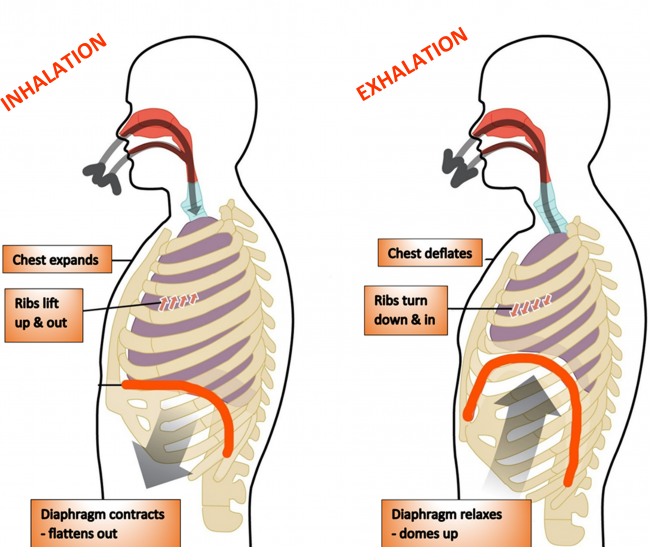 INHALATION
Chest expands
Ribs lift
up & out
Diaphragm contracts
- flattens out
EXHALATION
Chest deflates
Ribs turn
down & in
Diaphragm relaxes
- domes up